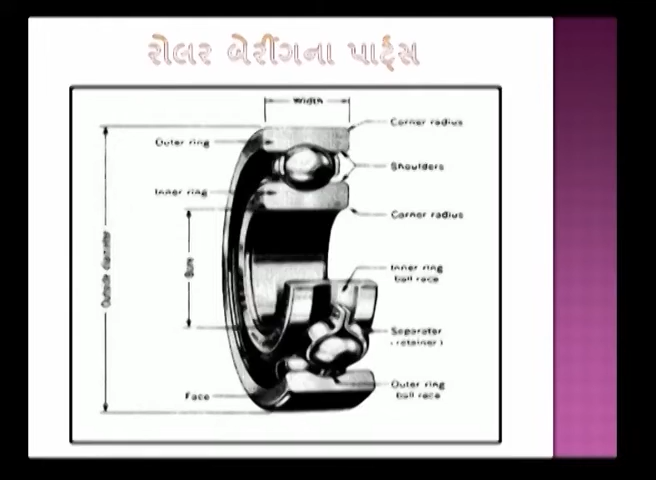 રોલર બેરીંગના પાર્ટ્સ
Width
Corner radius
Outer ring
Shoulders
Inner ring
Corner radius
Outside diameter
Bore
Inner ring
ball race
Separator
(retainer)
Face
Outer ring
ball race